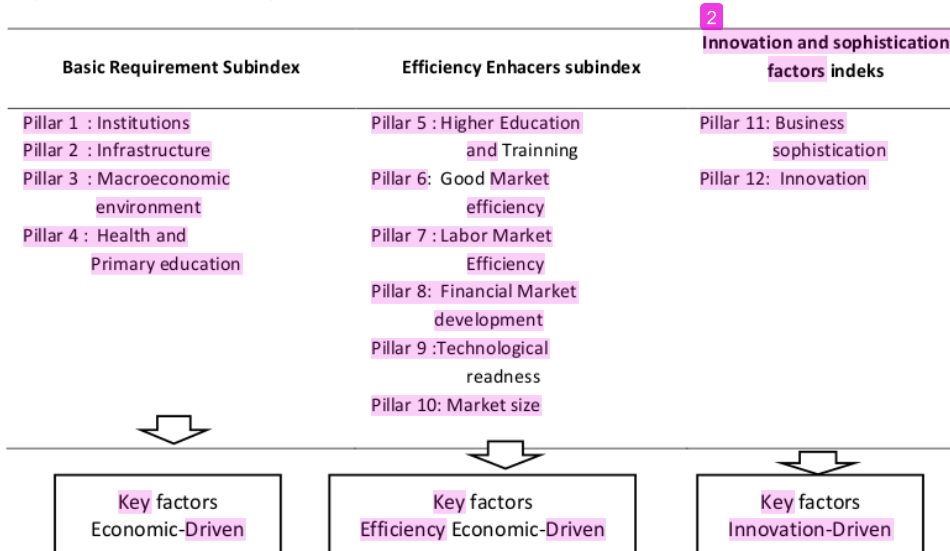 2
Basic Requirement Subindex
Efficiency Enhacers subindex
Innovation and sophistication
factors indeks
Pillar 1 : Institutions
Pillar 2 : Infrastructure
Pillar 3 : Macroeconomic
environment
Pillar 4 : Health and
Primary education
Pillar 5 : Higher Education
and Trainning
Pillar 6: Good Market
efficiency
Pillar 7 : Labor Market
Efficiency
Pillar 8: Financial Market
development
Pillar 9 :Technological
readness
Pillar 10: Market size
Pillar 11: Business
sophistication
Pillar 12: Innovation
Key factors
Economic-Driven
Key factors
Efficiency Economic-Driven
Key factors
Innovation-Driven